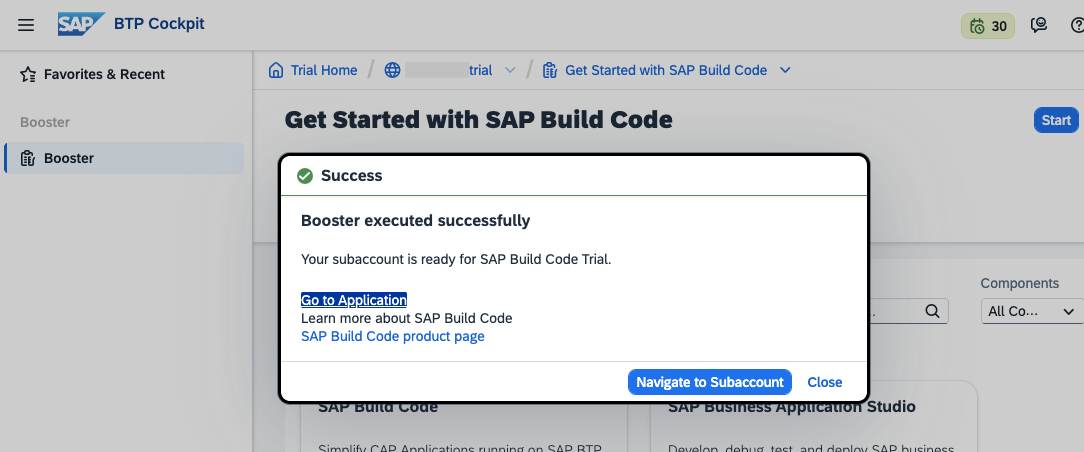 SAP BTP Cockpit 30
Favorites & Recent
Trial Home / trial / Get Started with SAP Build Code
Booster
Booster
Get Started with SAP Build Code
Start
Success
Booster executed successfully
Your subaccount is ready for SAP Build Code Trial.
Go to Application
Learn more about SAP Build Code
SAP Build Code product page
Navigate to Subaccount Close
Components
All Co...
SAP Build Code
Simplify CAP Applications running on SAP BTP
SAP Business Application Studio
Develop, debug, test, and deploy SAP business